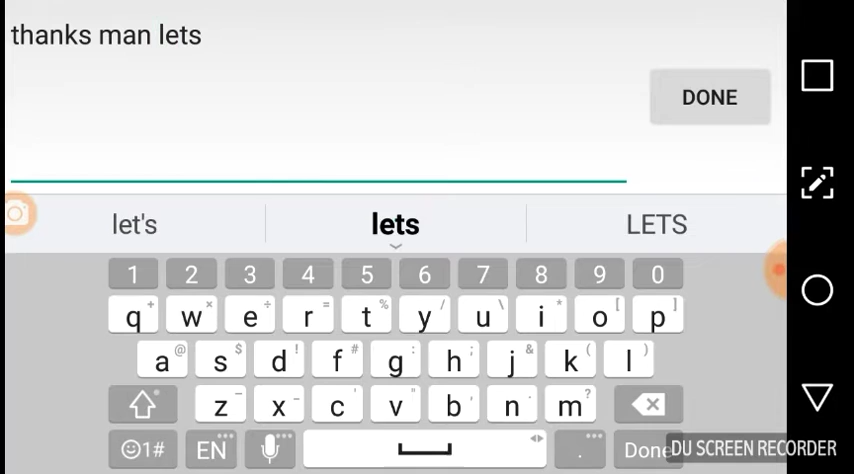 thanks man lets
DONE
let's lets LETS
1 2 3 4 5 6 7 8 9 0
q + w × e ÷ r = t % y / u \ i * o [ p ]
a @ s $ d ! f # g : h ; j & k ( l )
z _ x - c ' v " b , n . m ?
1# EN . Done
DU SCREEN RECORDER